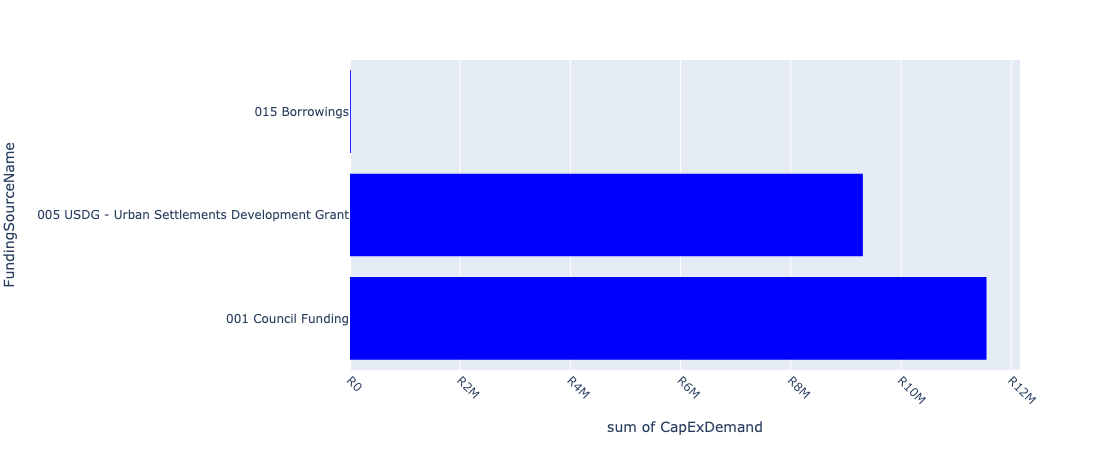 FundingSourceName
015 Borrowings
005 USDG - Urban Settlements Development Grant
001 Council Funding
R0
R2M
R4M
R6M
R8M
R10M
R12M
sum of CapExDemand